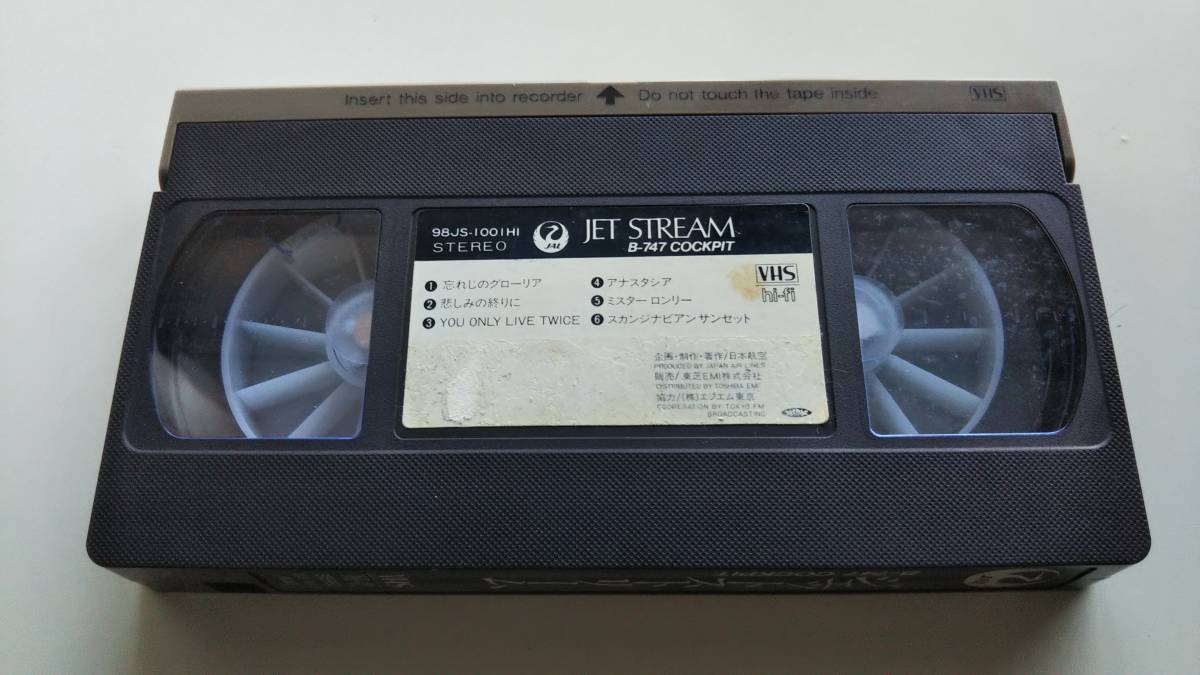 Insert this side into recorder ↑ Do not touch the tape inside VHS
98JS-1001HI
STEREO
JAL
JET STREAM
B-747 COCKPIT
VHS
hi-fi
❶ 忘れじのグローリア
❷ 悲しみの終りに
❸ YOU ONLY LIVE TWICE
❹ アナスタシア
❺ ミスター ロンリー
❻ スカンジナビアン サンセット
企画・制作・著作/日本航空
PRODUCED BY JAPAN AIR LINES
販売/東芝EMI株式会社
DISTRIBUTED BY TOSHIBA EMI
協力/(株)エフエム東京
COOPERATION BY TOKYO FM
BROADCASTING
B-747 COCKPIT